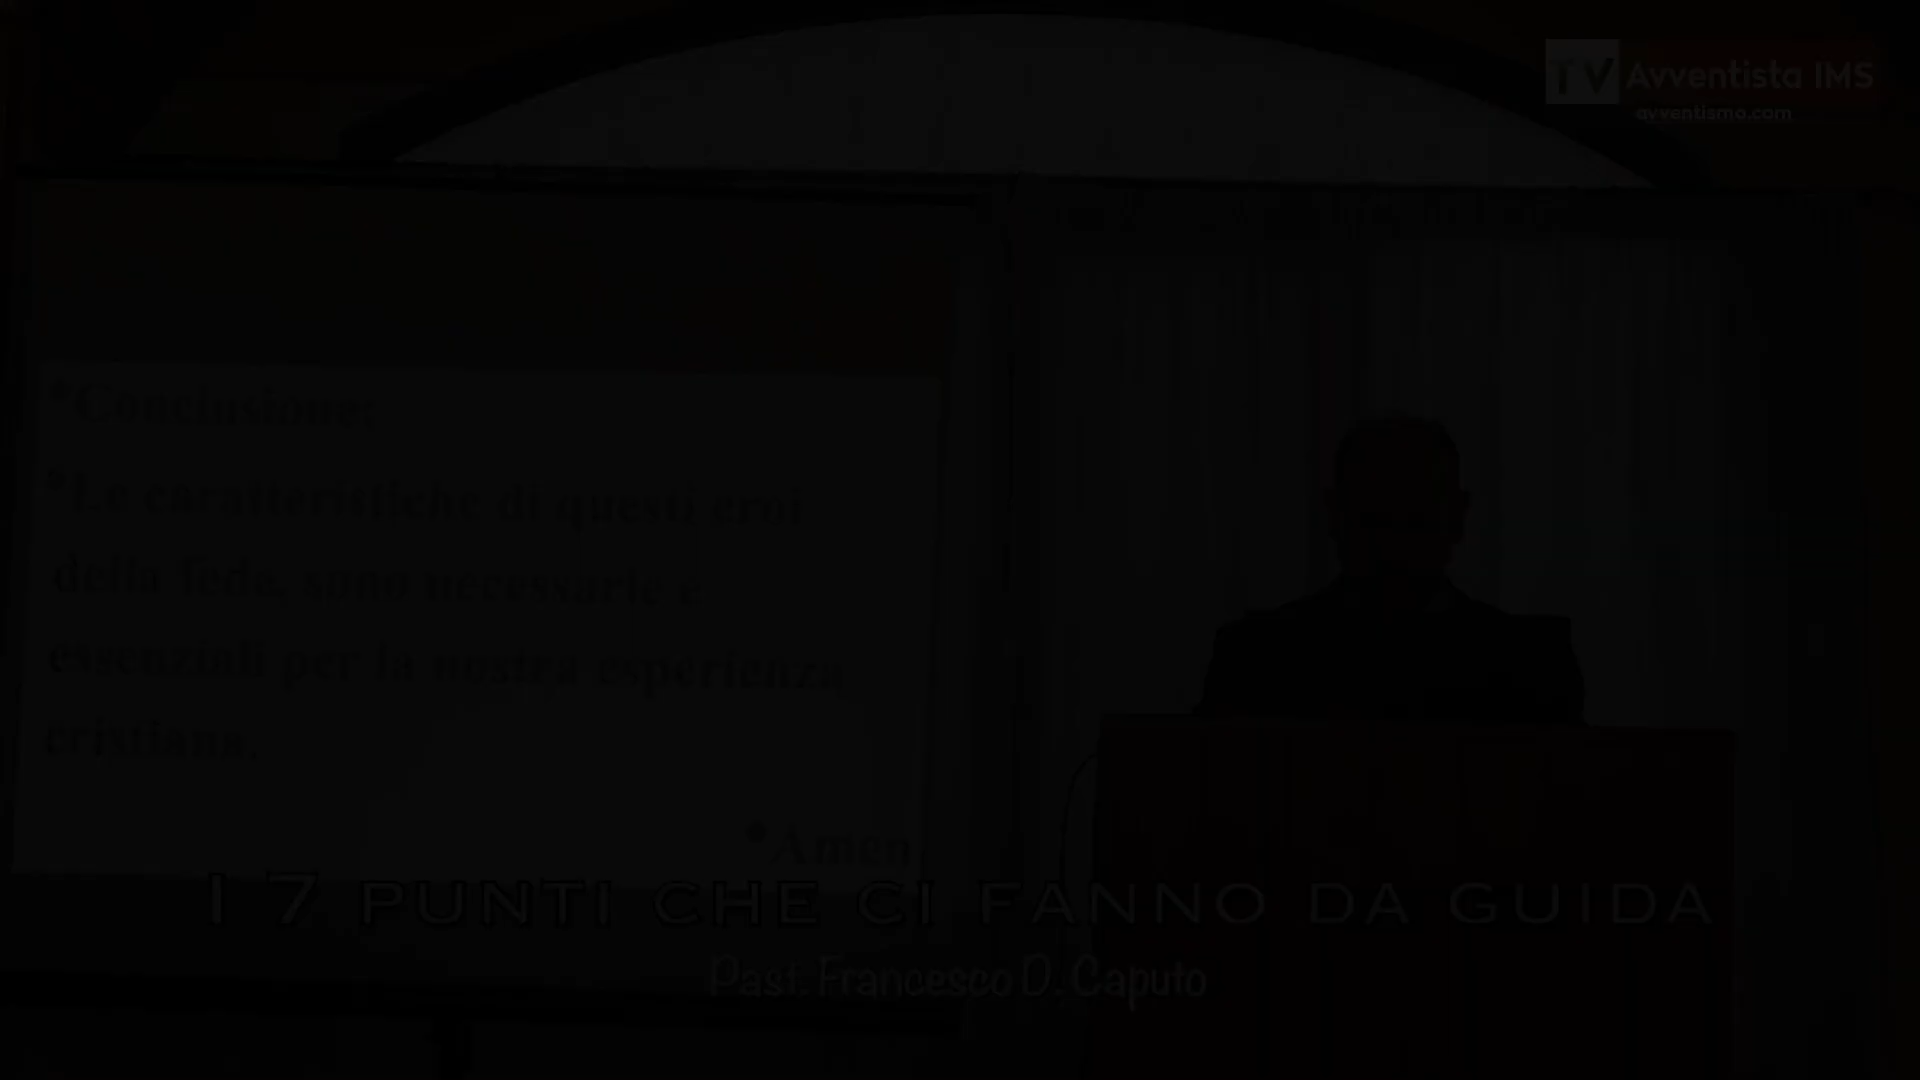 TV Avventista IMS
avventismo.com
•Conclusione:
•Le caratteristiche di questi eroi
della fede, sono necessarie e
essenziali per la nostra esperienza
cristiana.
•Amen
I 7 PUNTI CHE CI FANNO DA GUIDA
Past. Francesco D. Caputo